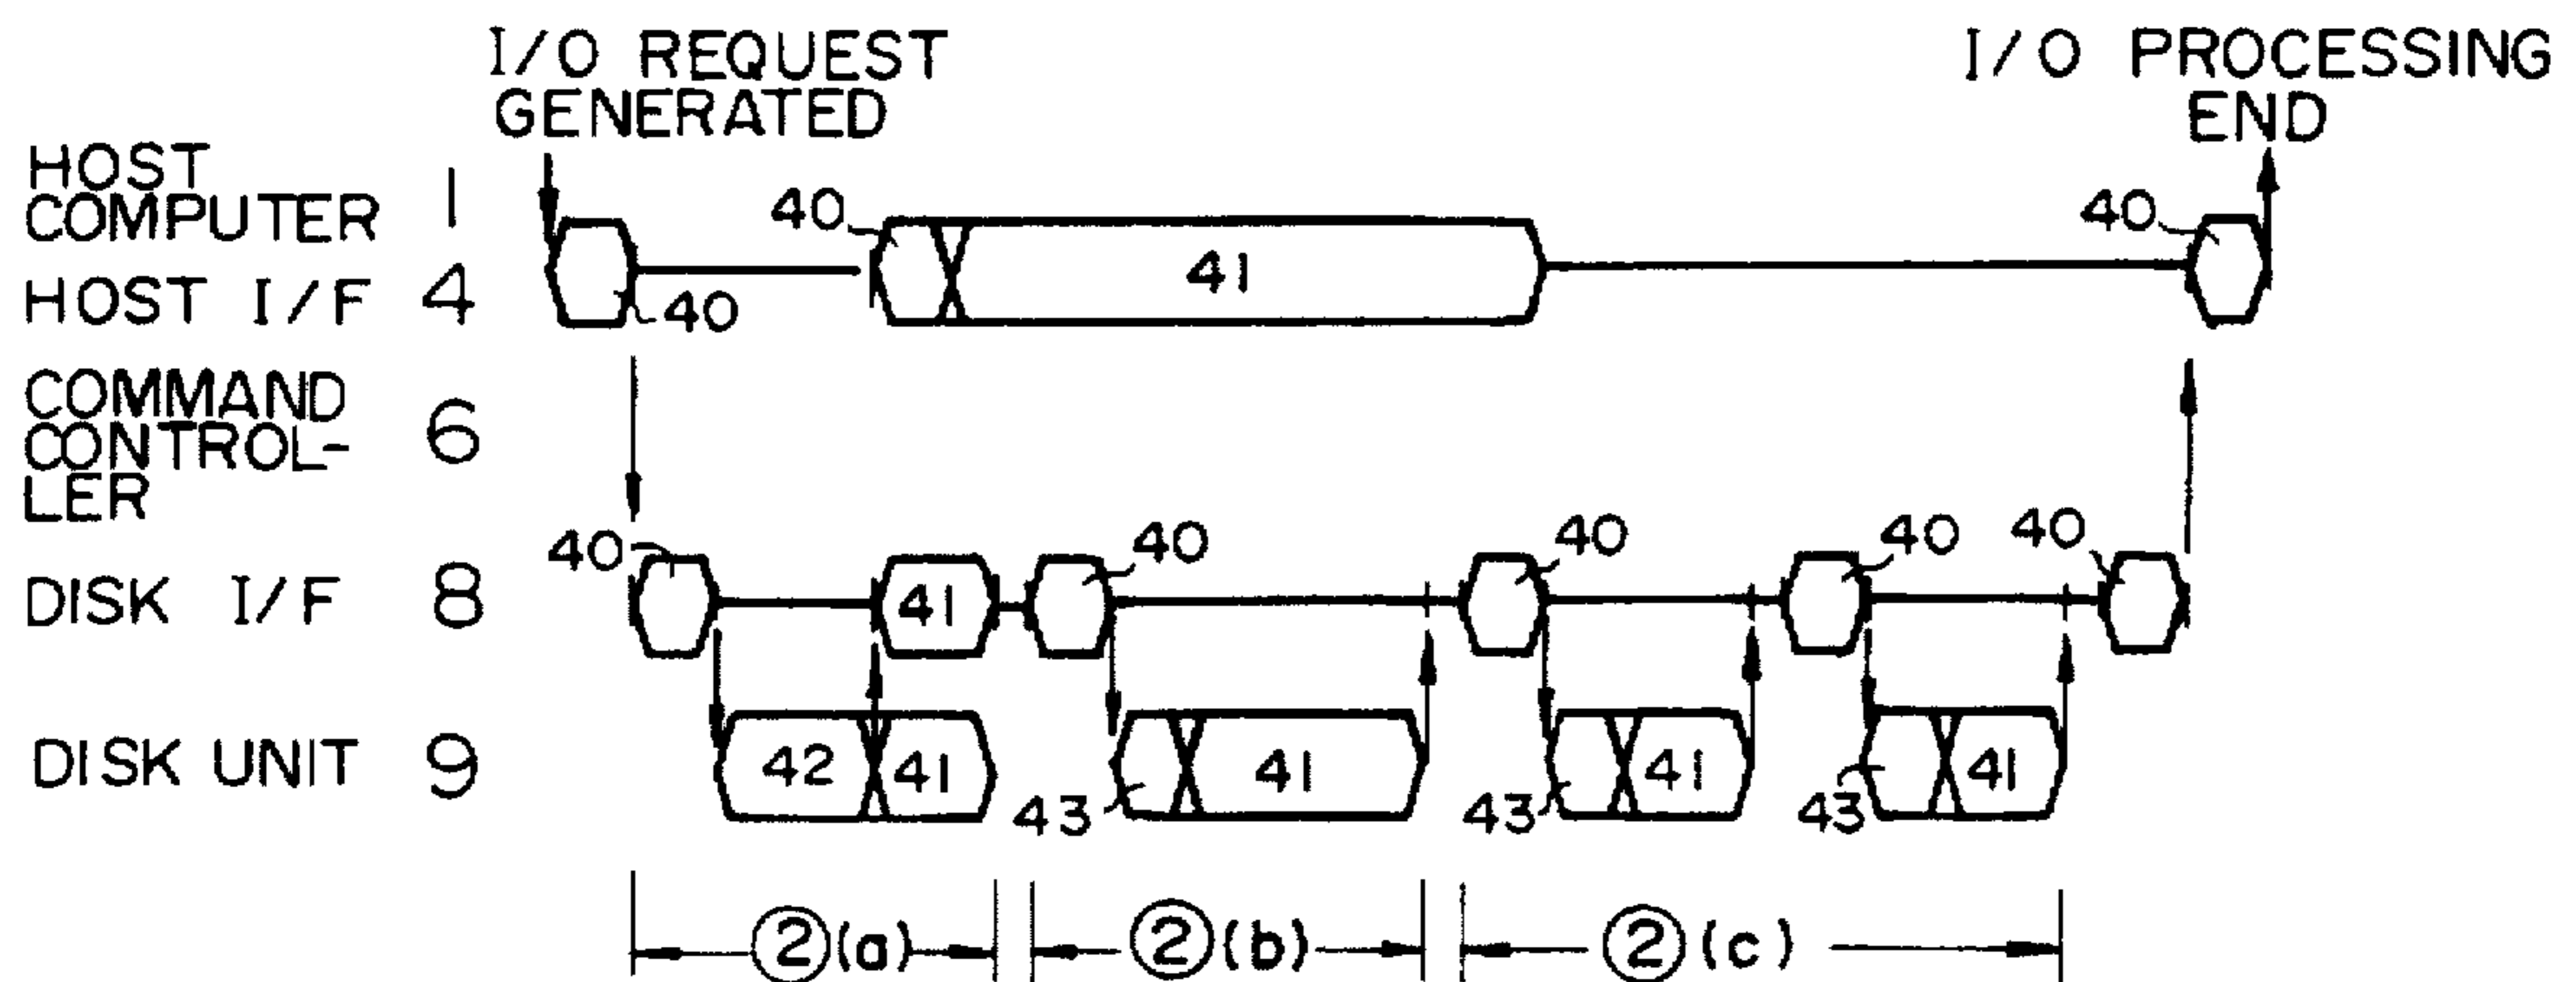 I/O REQUEST
GENERATED
I/O PROCESSING
END
HOST
COMPUTER 1
40
40
41
HOST I/F 4
40
COMMAND
CONTROL-
LER
6
40
40
40
40
40
DISK I/F 8
41
DISK UNIT 9
42
41
43
41
43
41
43
41
②(a)
②(b)
②(c)